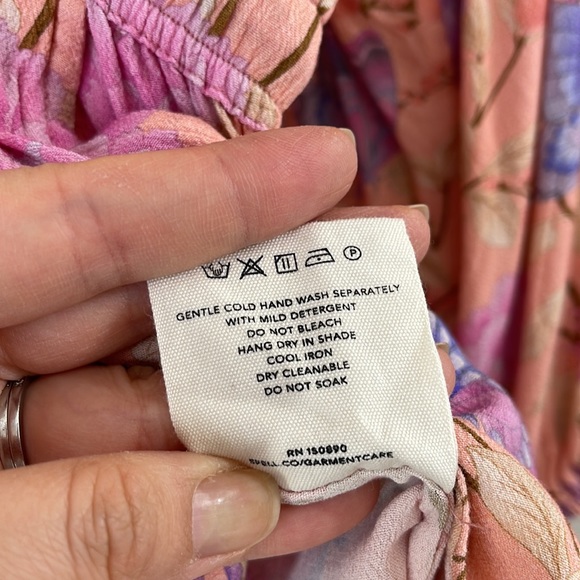 P
GENTLE COLD HAND WASH SEPARATELY
WITH MILD DETERGENT
DO NOT BLEACH
HANG DRY IN SHADE
COOL IRON
DRY CLEANABLE
DO NOT SOAK
RN 150890
SPELL.CO/GARMENTCARE